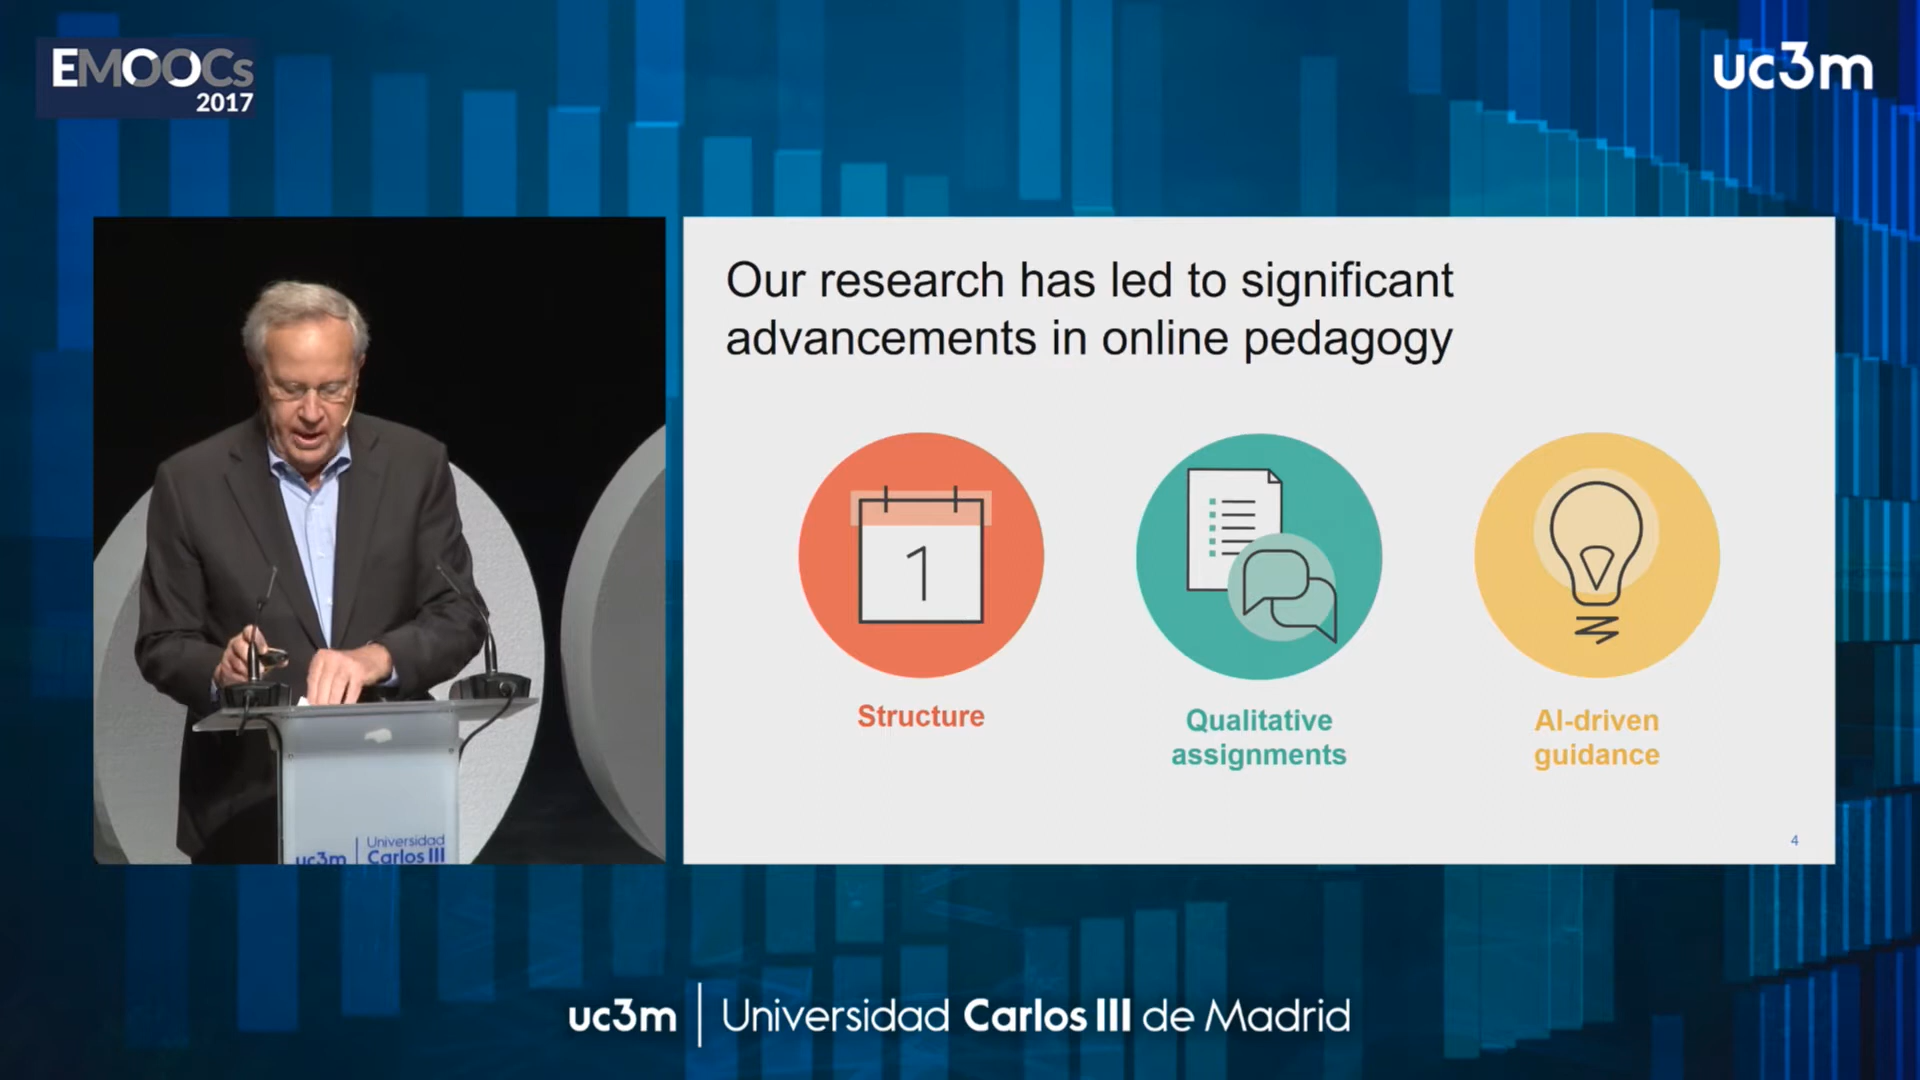 EMOOCs
2017
uc3m
Our research has led to significant
advancements in online pedagogy
1
Structure
Qualitative
assignments
AI-driven
guidance
4
uc3m | Universidad
Carlos III
uc3m | Universidad Carlos III de Madrid